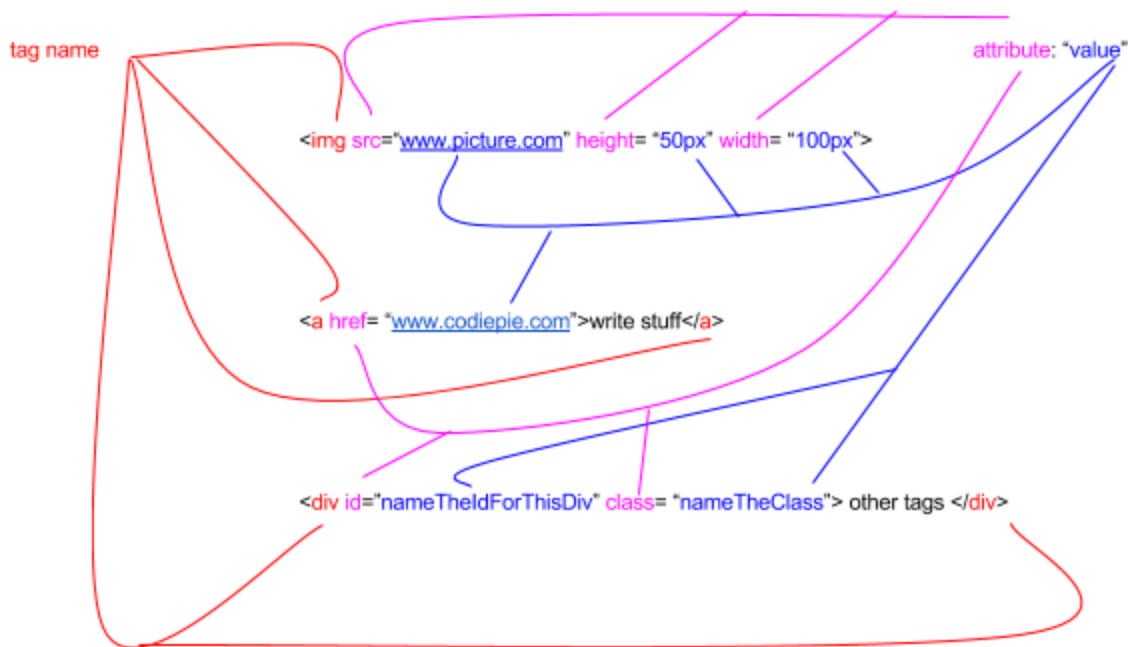 tag name
attribute: “value”
<img src=“www.picture.com” height= “50px” width= “100px”>
<a href= “www.codiepie.com”>write stuff</a>
<div id=”nameTheIdForThisDiv” class= “nameTheClass”> other tags </div>